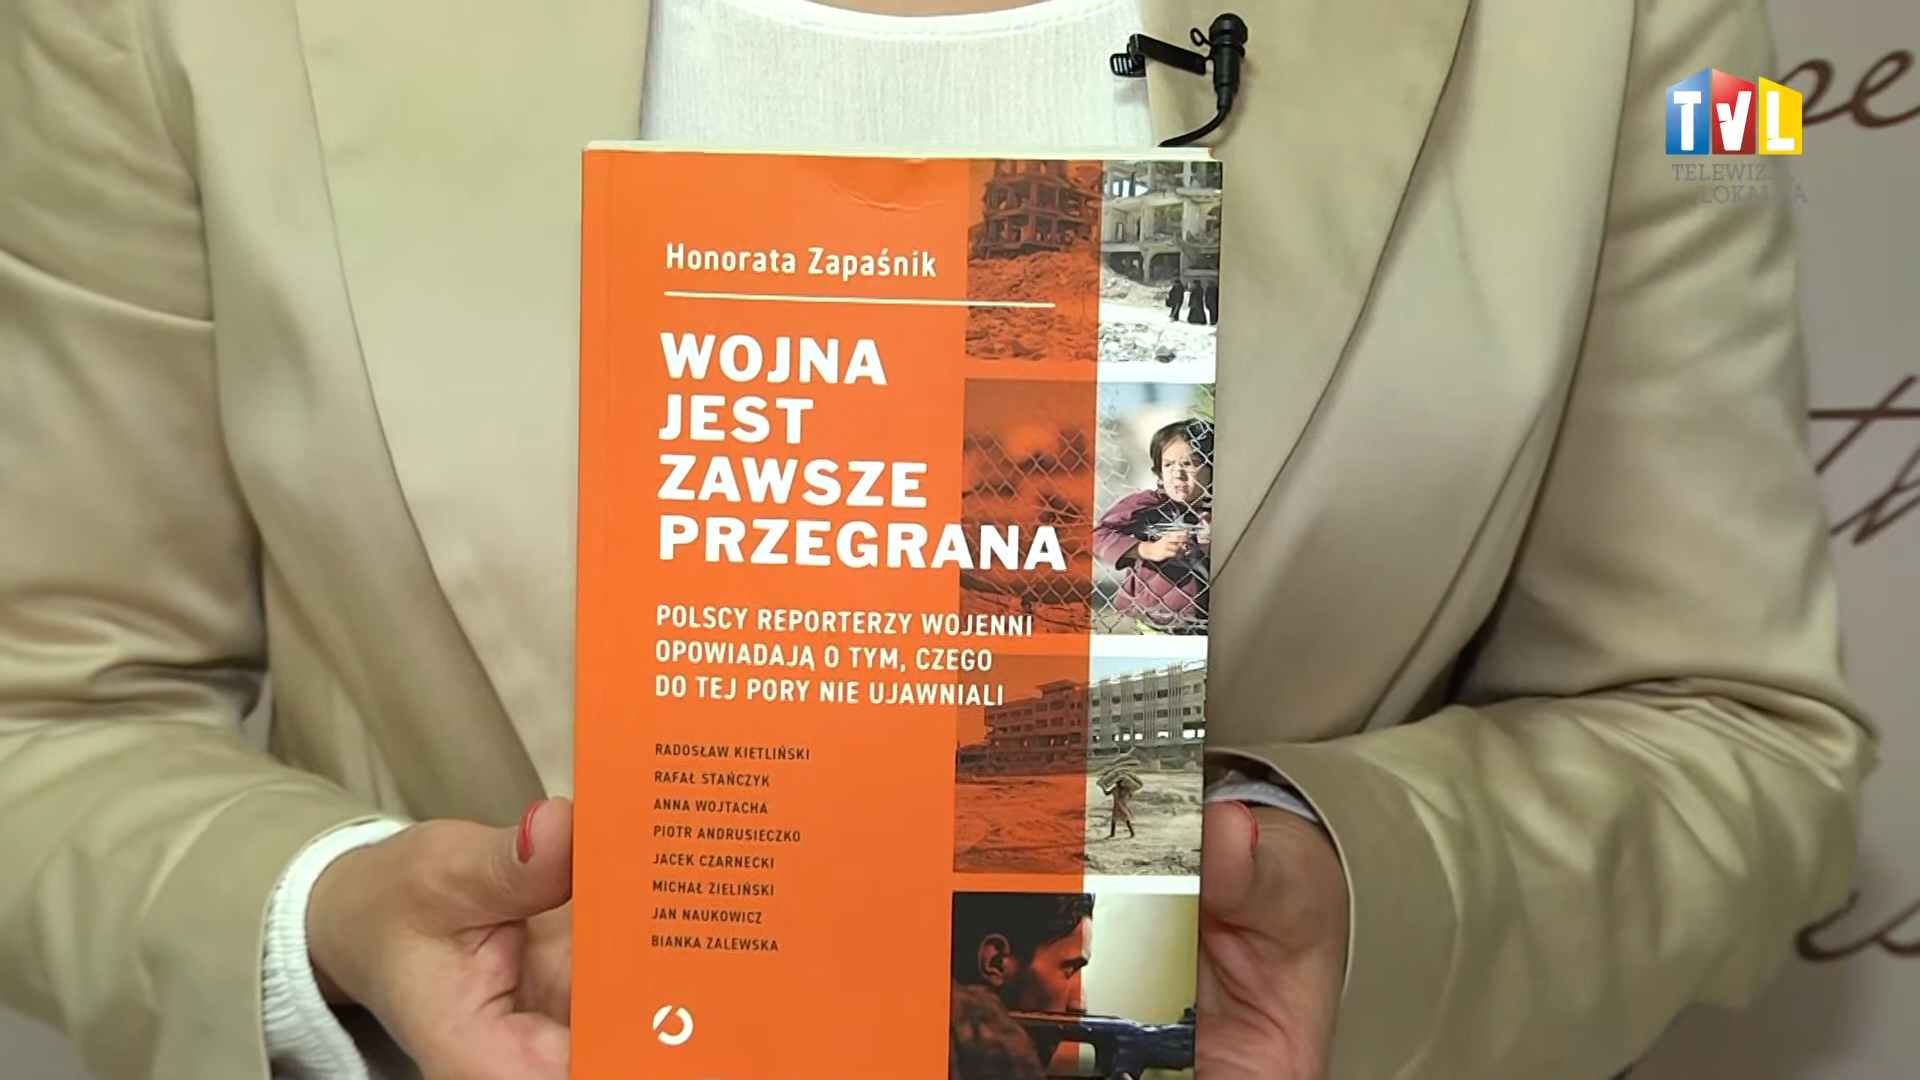 TVL
TELEWIZJA
LOKALNA
Honorata Zapaśnik
WOJNA
JEST
ZAWSZE
PRZEGRANA
POLSCY REPORTERZY WOJENNI
OPOWIADAJĄ O TYM, CZEGO
DO TEJ PORY NIE UJAWNIALI
RADOSŁAW KIETLIŃSKI
RAFAŁ STAŃCZYK
ANNA WOJTACHA
PIOTR ANDRUSIECZKO
JACEK CZARNECKI
MICHAŁ ZIELIŃSKI
JAN NAUKOWICZ
BIANKA ZALEWSKA